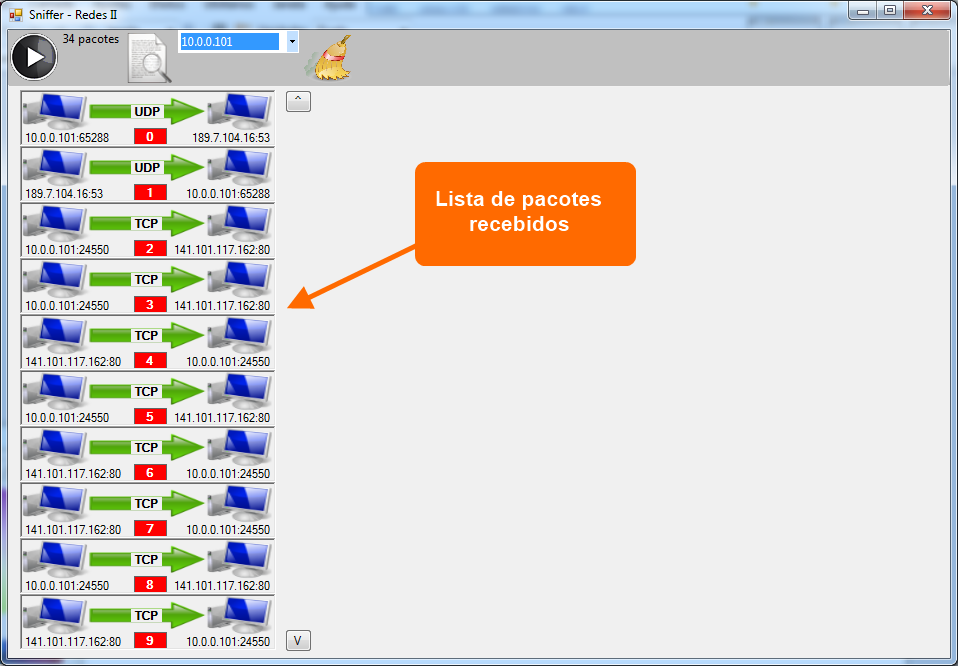 Sniffer - Redes II
34 pacotes
10.0.0.101
UDP
10.0.0.101:65288 0 189.7.104.16:53
UDP
189.7.104.16:53 1 10.0.0.101:65288
TCP
10.0.0.101:24550 2 141.101.117.162:80
TCP
10.0.0.101:24550 3 141.101.117.162:80
TCP
141.101.117.162:80 4 10.0.0.101:24550
TCP
10.0.0.101:24550 5 141.101.117.162:80
TCP
141.101.117.162:80 6 10.0.0.101:24550
TCP
141.101.117.162:80 7 10.0.0.101:24550
TCP
10.0.0.101:24550 8 141.101.117.162:80
TCP
141.101.117.162:80 9 10.0.0.101:24550
^
V
Lista de pacotes
recebidos